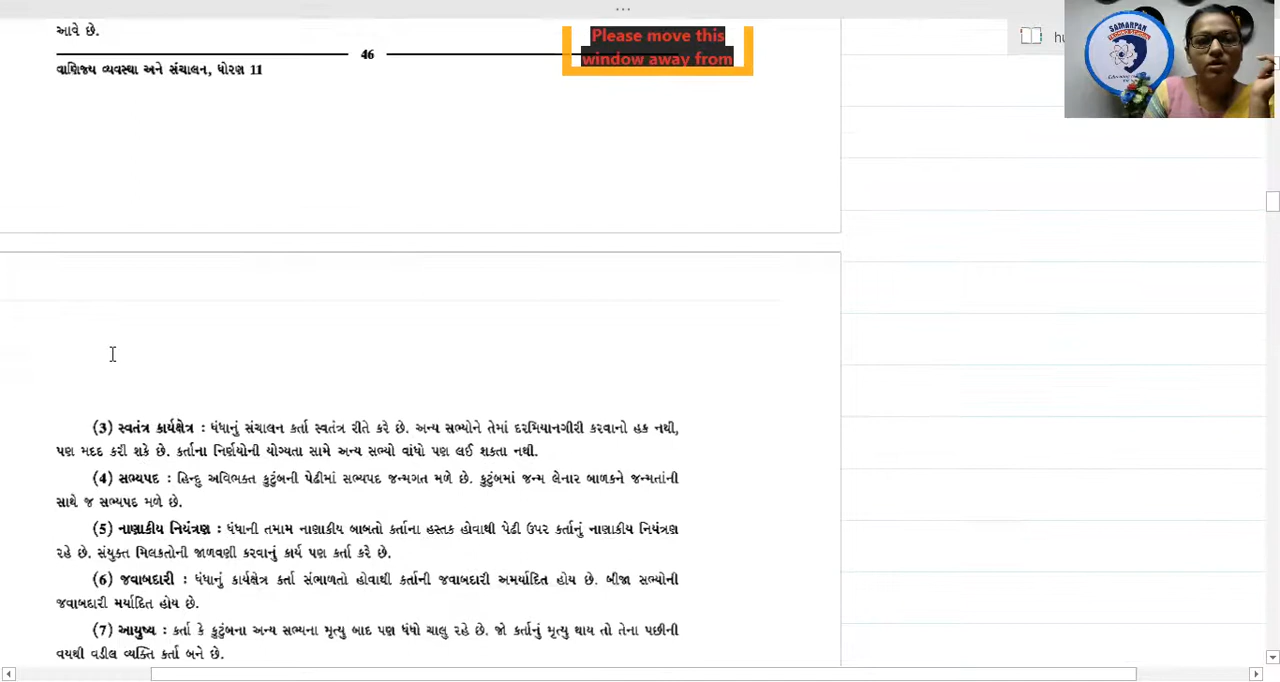 આવે છે.
46
વાણિજ્ય વ્યવસ્થા અને સંચાલન, ધોરણ 11
Please move this
window away from
SAMARPAN
(3) સ્વતંત્ર કાર્યક્ષેત્ર : ધંધાનું સંચાલન કર્તા સ્વતંત્ર રીતે કરે છે. અન્ય સભ્યોને તેમાં દરમિયાનગીરી કરવાનો હક નથી,
પણ મદદ કરી શકે છે. કર્તાના નિર્ણયોની યોગ્યતા સામે અન્ય સભ્યો વાંધો પણ લઈ શકતા નથી.
(4) સભ્યપદ : હિન્દુ અવિભક્ત કુટુંબની પેઢીમાં સભ્યપદ જન્મગત મળે છે. કુટુંબમાં જન્મ લેનાર બાળકને જન્મતાંની
સાથે જ સભ્યપદ મળે છે.
(5) નાણાકીય નિયંત્રણ : ધંધાની તમામ નાણાકીય બાબતો કર્તાના હસ્તક હોવાથી પેઢી ઉપર કર્તાનું નાણાકીય નિયંત્રણ
રહે છે. સંયુક્ત મિલકતોની જાળવણી કરવાનું કાર્ય પણ કર્તા કરે છે.
(6) જવાબદારી : ધંધાનું કાર્યક્ષેત્ર કર્તા સંભાળતો હોવાથી કર્તાની જવાબદારી અમર્યાદિત હોય છે. બીજા સભ્યોની
જવાબદારી મર્યાદિત હોય છે.
(7) આયુષ્ય : કર્તા કે કુટુંબના અન્ય સભ્યના મૃત્યુ બાદ પણ ધંધો ચાલુ રહે છે. જો કર્તાનું મૃત્યુ થાય તો તેના પછીની
વયથી વડીલ વ્યક્તિ કર્તા બને છે.